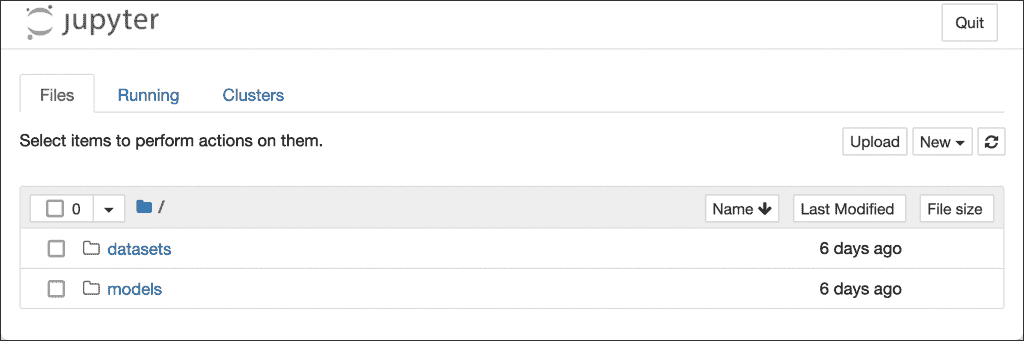 jupyter Quit
Files Running Clusters
Select items to perform actions on them. Upload New
0 / Name Last Modified File size
datasets 6 days ago
models 6 days ago